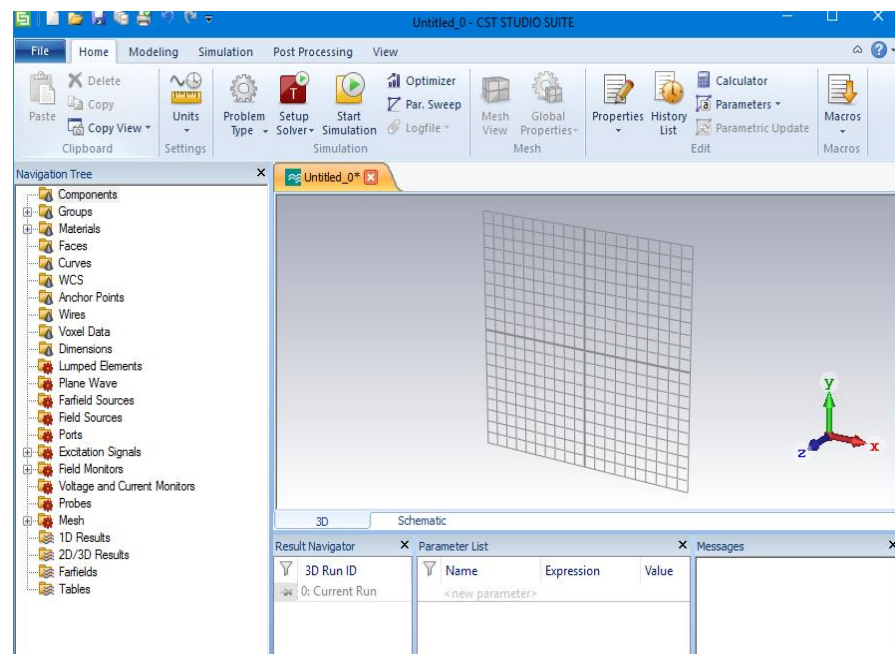 Untitled_0 - CST STUDIO SUITE
File Home Modeling Simulation Post Processing View
Paste Delete Copy Copy View Clipboard
Units Settings
Problem Type Setup Solver Start Simulation Optimizer Par. Sweep Logfile Simulation
Mesh View Global Properties Mesh
Properties History List Calculator Parameters Parametric Update Edit
Macros Macros
Navigation Tree
Untitled_0*
Components
Groups
Materials
Faces
Curves
WCS
Anchor Points
Wires
Voxel Data
Dimensions
Lumped Elements
Plane Wave
Farfield Sources
Field Sources
Ports
Excitation Signals
Field Monitors
Voltage and Current Monitors
Probes
Mesh
1D Results
2D/3D Results
Farfields
Tables
y
z x
3D Schematic
Result Navigator Parameter List Messages
3D Run ID Name Expression Value
0: Current Run <new parameter>